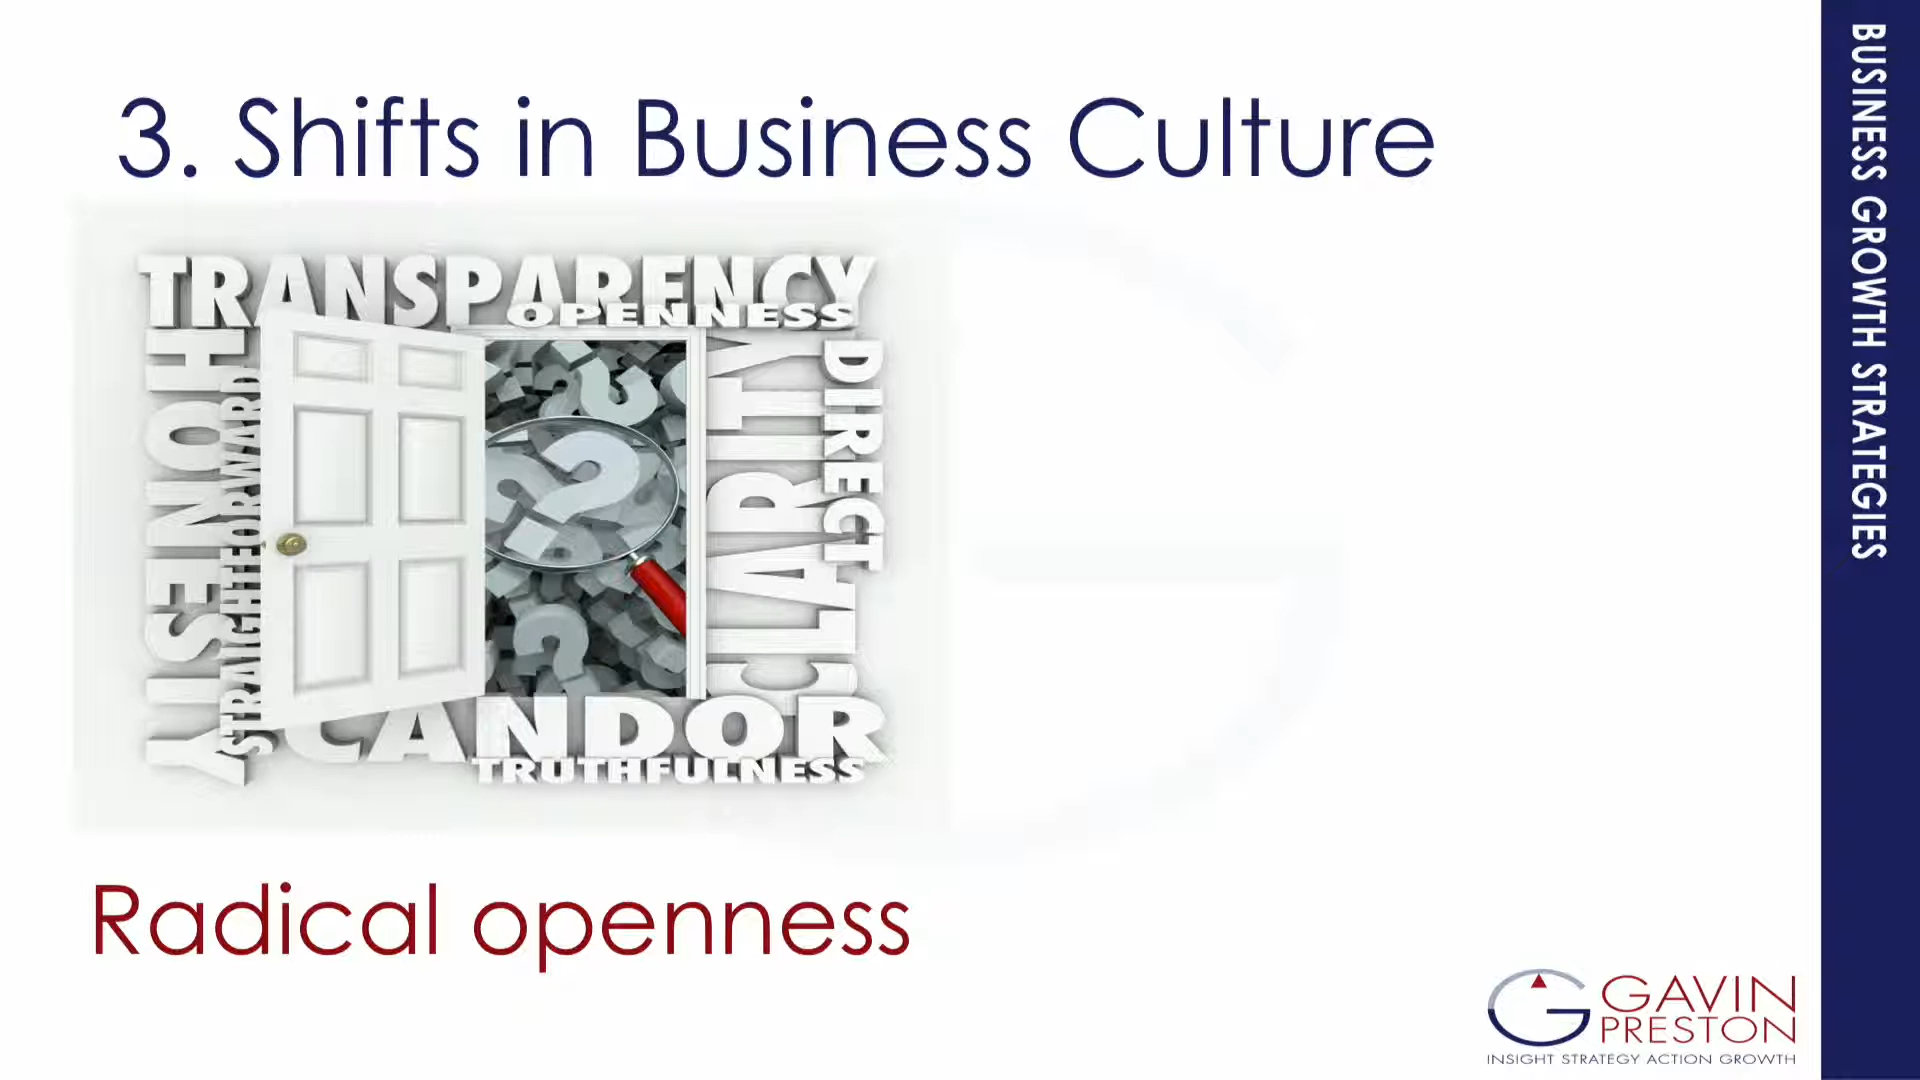 3. Shifts in Business Culture
TRANSPARENCY
OPENNESS
HONESTY
STRAIGHTFORWARD
CLARITY
DIRECT
CANDOR
TRUTHFULNESS
Radical openness
BUSINESS GROWTH STRATEGIES
GAVIN
PRESTON
INSIGHT STRATEGY ACTION GROWTH